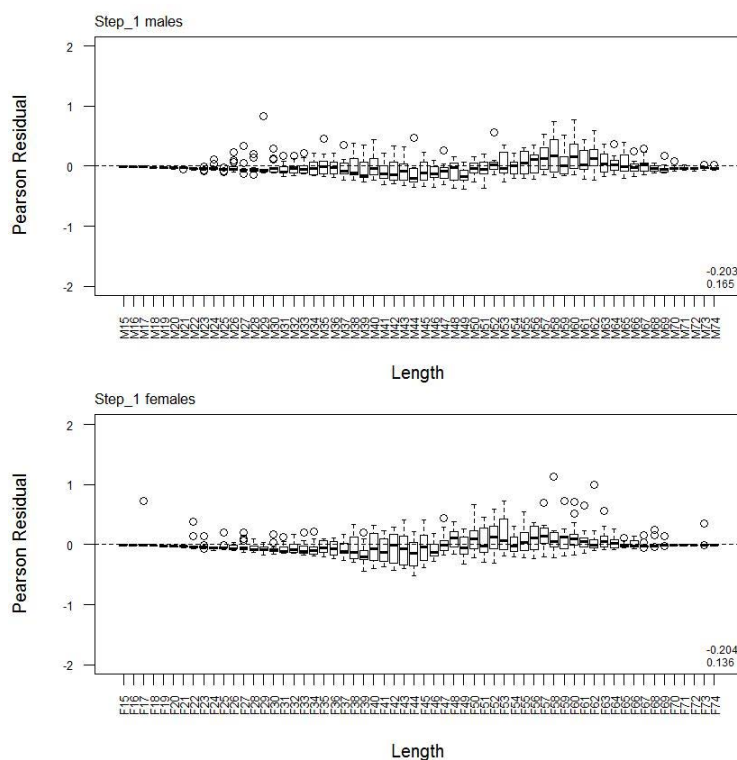 Step_1 males
Pearson Residual
2
1
0
-1
-2
-0.203
0.165
M15 M16 M17 M18 M19 M20 M21 M22 M23 M24 M25 M26 M27 M28 M29 M30 M31 M32 M33 M34 M35 M36 M37 M38 M39 M40 M41 M42 M43 M44 M45 M46 M47 M48 M49 M50 M51 M52 M53 M54 M55 M56 M57 M58 M59 M60 M61 M62 M63 M64 M65 M66 M67 M68 M69 M70 M71 M72 M73 M74
Length
Step_1 females
Pearson Residual
2
1
0
-1
-2
-0.204
0.136
F15 F16 F17 F18 F19 F20 F21 F22 F23 F24 F25 F26 F27 F28 F29 F30 F31 F32 F33 F34 F35 F36 F37 F38 F39 F40 F41 F42 F43 F44 F45 F46 F47 F48 F49 F50 F51 F52 F53 F54 F55 F56 F57 F58 F59 F60 F61 F62 F63 F64 F65 F66 F67 F68 F69 F70 F71 F72 F73 F74
Length